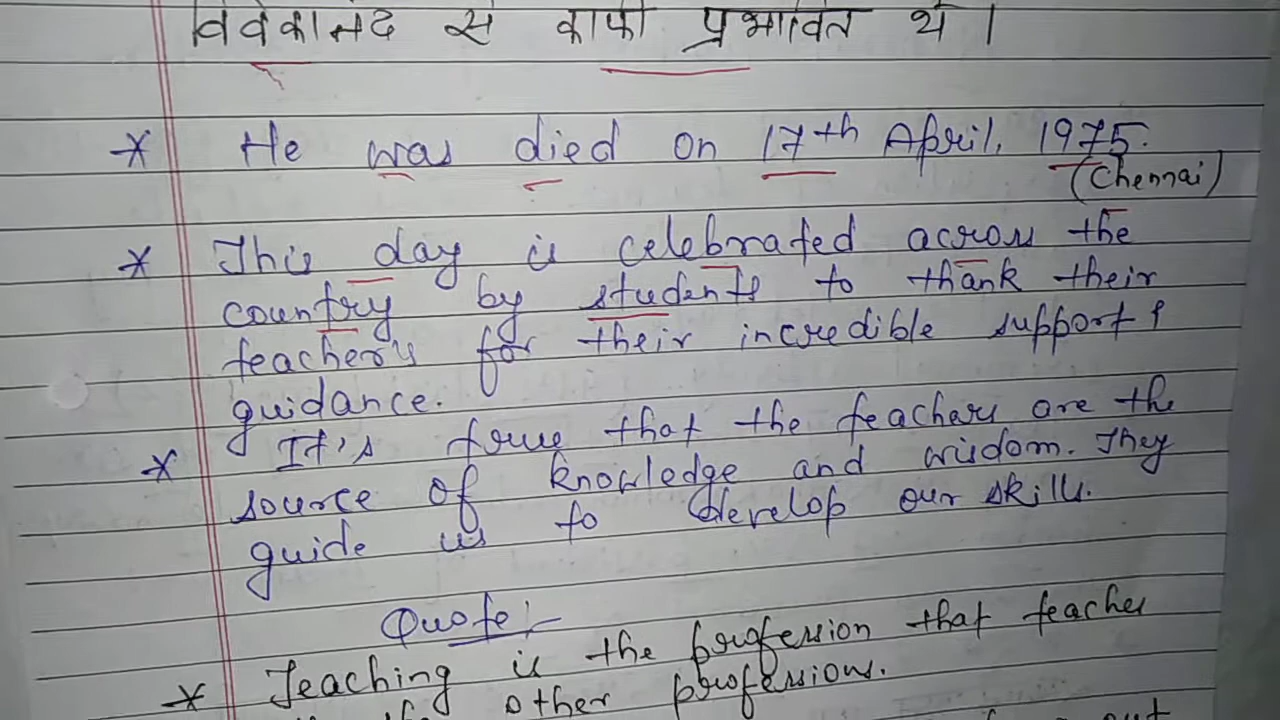 विवेकानंद से काफी प्रभावित थे ।
* He was died on 17th April, 1975.
(Chennai)
* This day is celebrated across the
country by students to thank their
teacher's for their incredible support &
guidance.
* It's true that the teachers are the
source of knowledge and wisdom. They
guide us to develop our skills.
Quote:-
* Teaching is the profession that teaches
other professions.